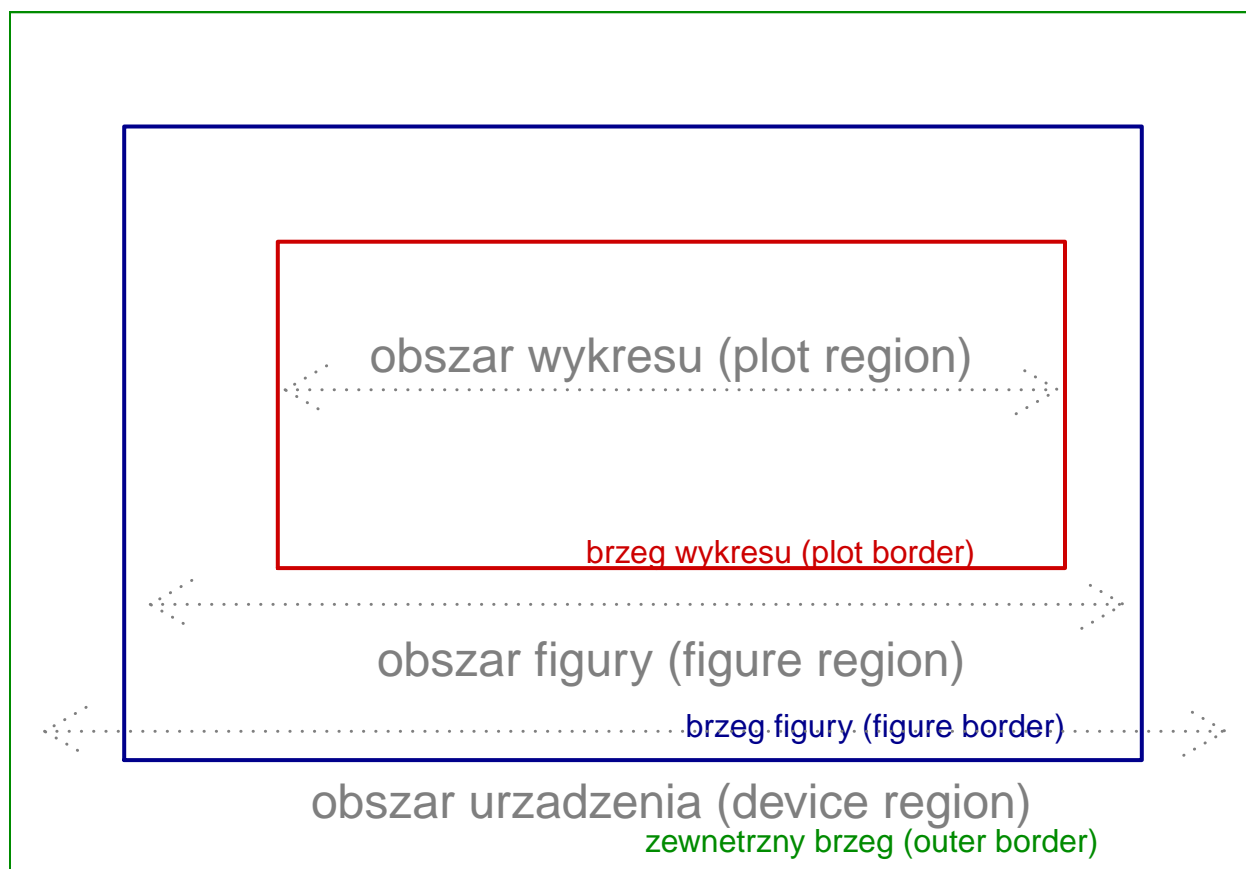 obszar wykresu (plot region)
brzeg wykresu (plot border)
obszar figury (figure region)
brzeg figury (figure border)
obszar urzadzenia (device region)
zewnetrzny brzeg (outer border)